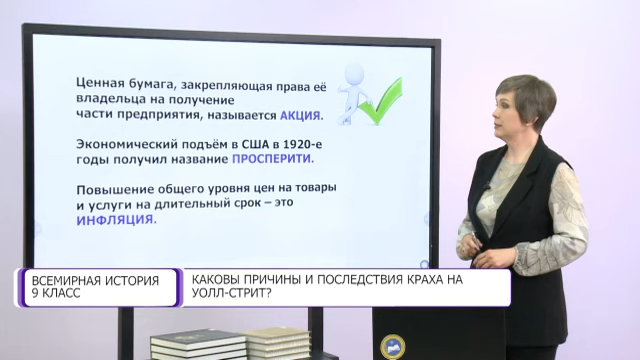 Ценная бумага, закрепляющая права её
владельца на получение
части предприятия, называется АКЦИЯ.
Экономический подъём в США в 1920-е
годы получил название ПРОСПЕРИТИ.
Повышение общего уровня цен на товары
и услуги на длительный срок – это
ИНФЛЯЦИЯ.
ВСЕМИРНАЯ ИСТОРИЯ
9 КЛАСС
КАКОВЫ ПРИЧИНЫ И ПОСЛЕДСТВИЯ КРАХА НА
УОЛЛ-СТРИТ?